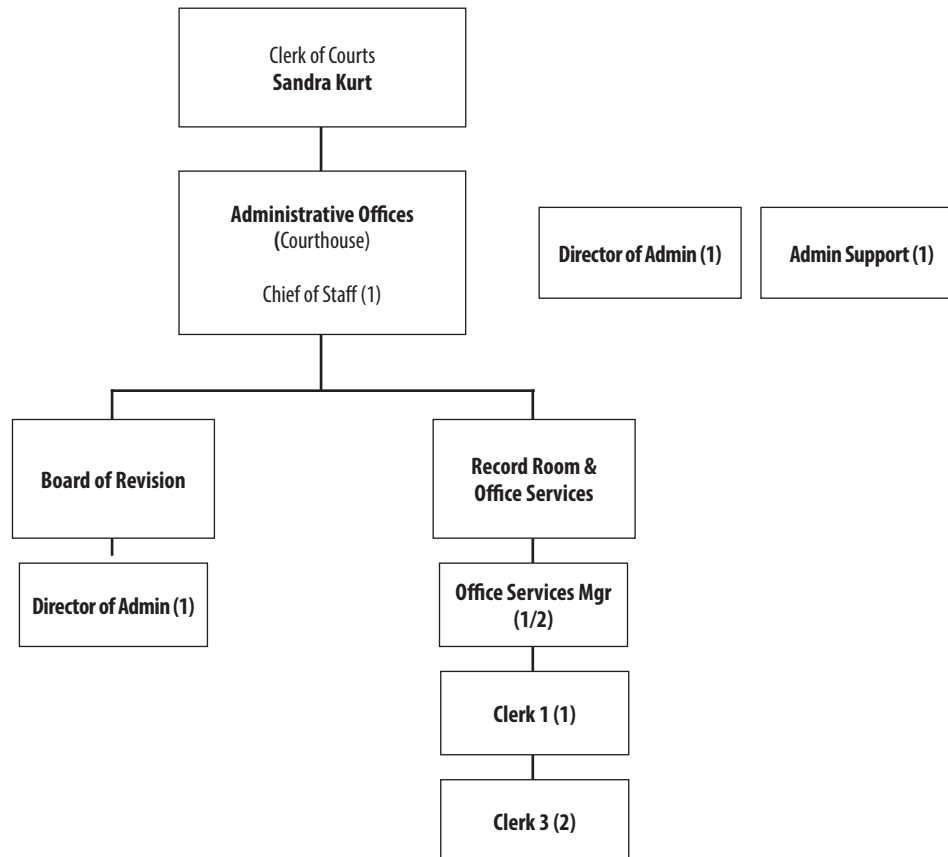 Clerk of Courts
Sandra Kurt
Administrative Offices
(Courthouse)
Chief of Staff (1)
Director of Admin (1)
Admin Support (1)
Board of Revision
Record Room &
Office Services
Director of Admin (1)
Office Services Mgr
(1/2)
Clerk 1 (1)
Clerk 3 (2)